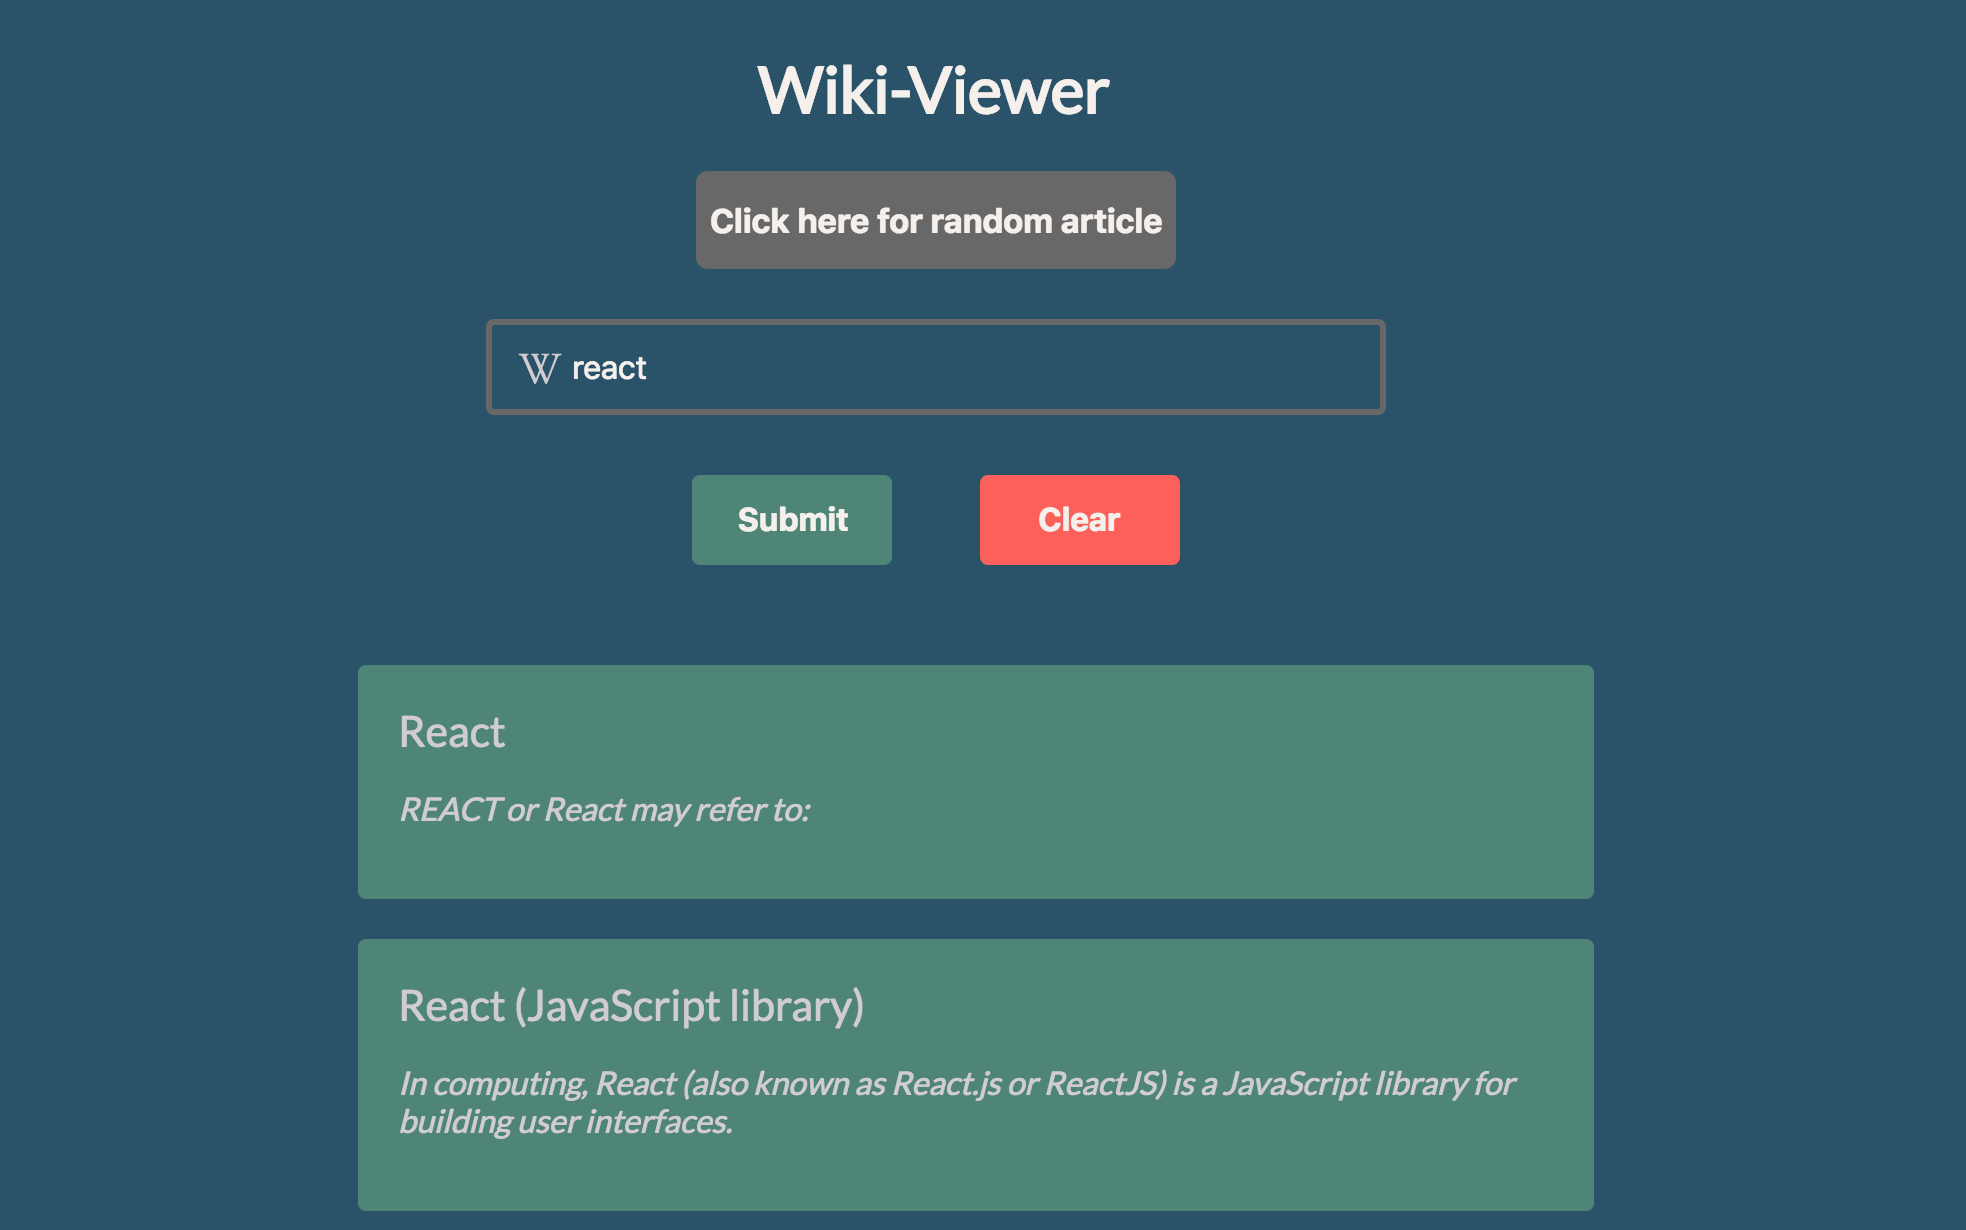 Wiki-Viewer
Click here for random article
W react
Submit
Clear
React
REACT or React may refer to:
React (JavaScript library)
In computing, React (also known as React.js or ReactJS) is a JavaScript library for
building user interfaces.